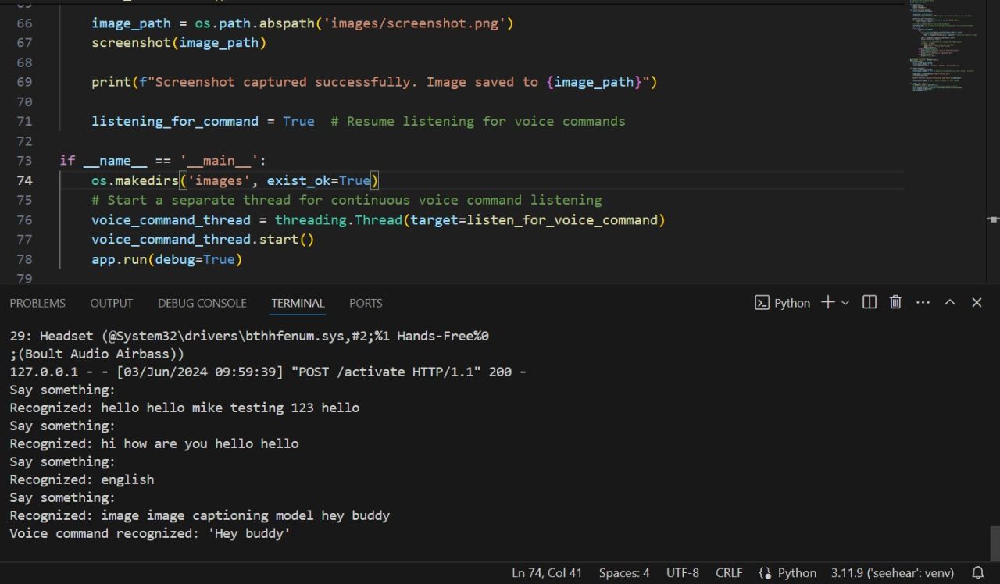 65
66 image_path = os.path.abspath('images/screenshot.png')
67 screenshot(image_path)
68
69 print(f"Screenshot captured successfully. Image saved to {image_path}")
70
71 listening_for_command = True # Resume listening for voice commands
72
73 if __name__ == '__main__':
74 os.makedirs('images', exist_ok=True)
75 # Start a separate thread for continuous voice command listening
76 voice_command_thread = threading.Thread(target=listen_for_voice_command)
77 voice_command_thread.start()
78 app.run(debug=True)
79
PROBLEMS OUTPUT DEBUG CONSOLE TERMINAL PORTS Python
29: Headset (@System32\drivers\bthhfenum.sys,#2;%1 Hands-Free%0
;(Boult Audio Airbass))
127.0.0.1 - - [03/Jun/2024 09:59:39] "POST /activate HTTP/1.1" 200 -
Say something:
Recognized: hello hello mike testing 123 hello
Say something:
Recognized: hi how are you hello hello
Say something:
Recognized: english
Say something:
Recognized: image image captioning model hey buddy
Voice command recognized: 'Hey buddy'
Ln 74, Col 41 Spaces: 4 UTF-8 CRLF Python 3.11.9 ('seehear': venv)